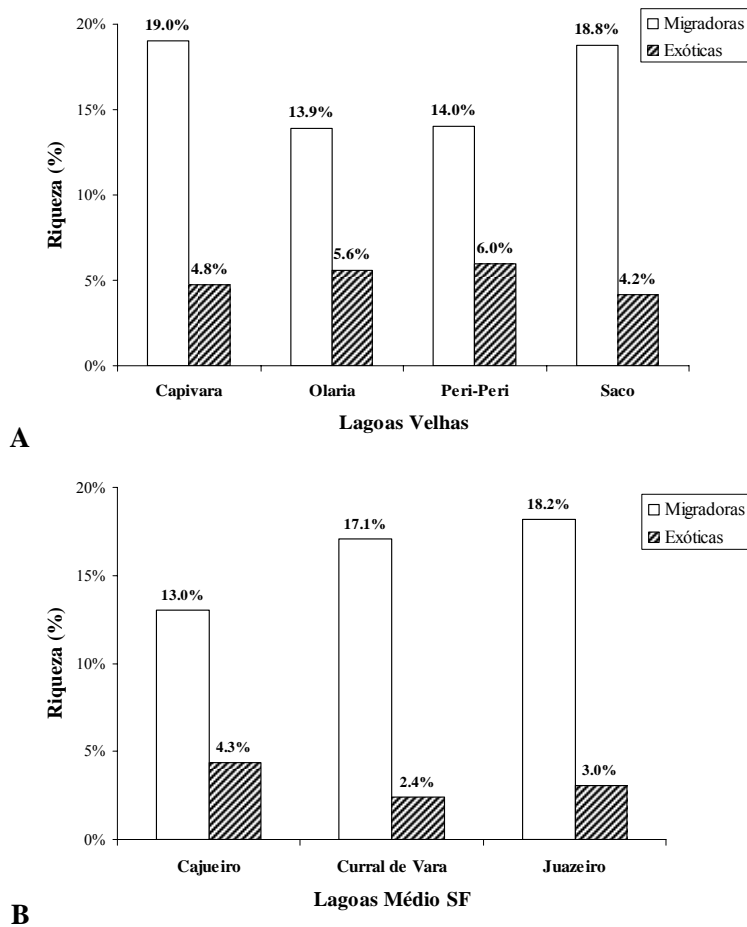 20%
15%
10%
5%
0%
Riqueza (%)
19.0%
4.8%
13.9%
5.6%
14.0%
6.0%
18.8%
4.2%
Migradoras
Exóticas
Capivara
Olaria
Peri-Peri
Saco
Lagoas Velhas
A
20%
15%
10%
5%
0%
Riqueza (%)
13.0%
4.3%
17.1%
2.4%
18.2%
3.0%
Migradoras
Exóticas
Cajueiro
Curral de Vara
Juazeiro
Lagoas Médio SF
B